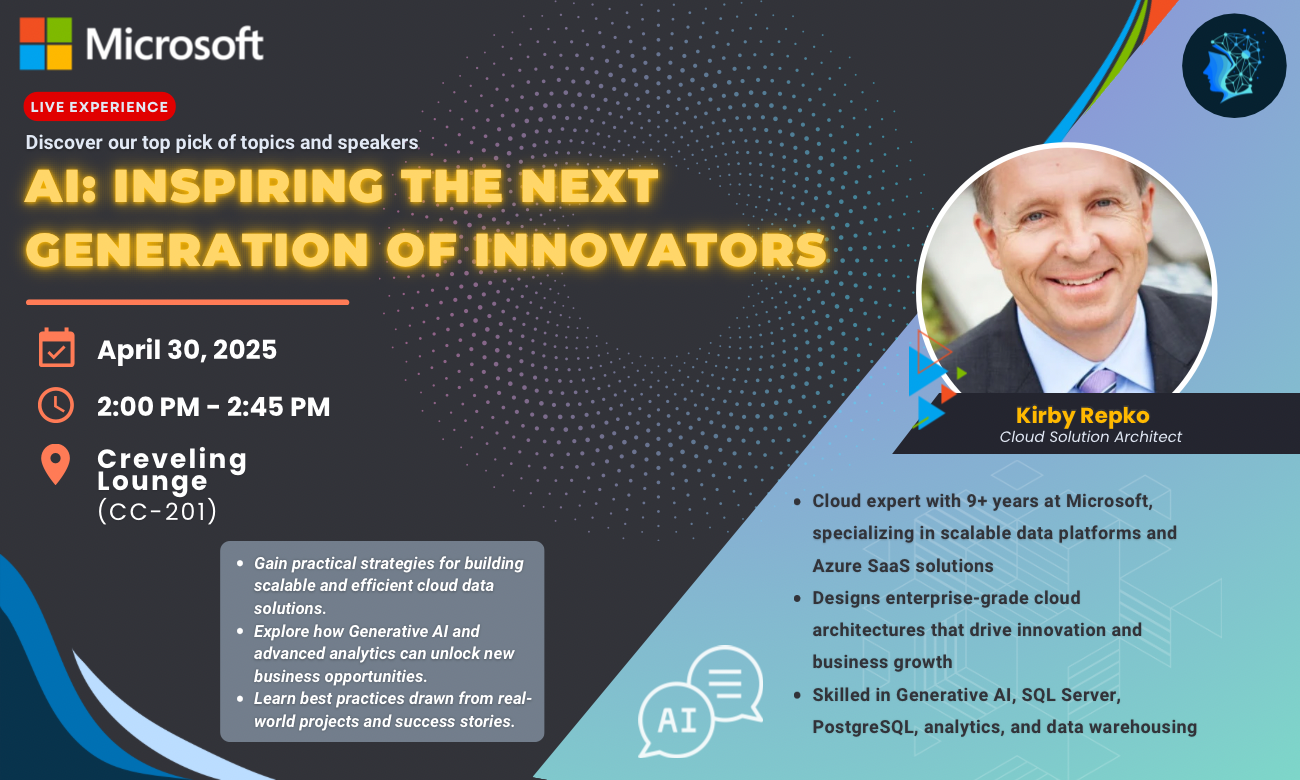 Microsoft
LIVE EXPERIENCE
Discover our top pick of topics and speakers
AI: INSPIRING THE NEXT
GENERATION OF INNOVATORS
April 30, 2025
2:00 PM – 2:45 PM
Creveling
Lounge
(CC-201)
• Gain practical strategies for building
scalable and efficient cloud data
solutions.
• Explore how Generative AI and
advanced analytics can unlock new
business opportunities.
• Learn best practices drawn from real-
world projects and success stories.
Kirby Repko
Cloud Solution Architect
• Cloud expert with 9+ years at Microsoft,
specializing in scalable data platforms and
Azure SaaS solutions
• Designs enterprise-grade cloud
architectures that drive innovation and
business growth
• Skilled in Generative AI, SQL Server,
PostgreSQL, analytics, and data warehousing
AI